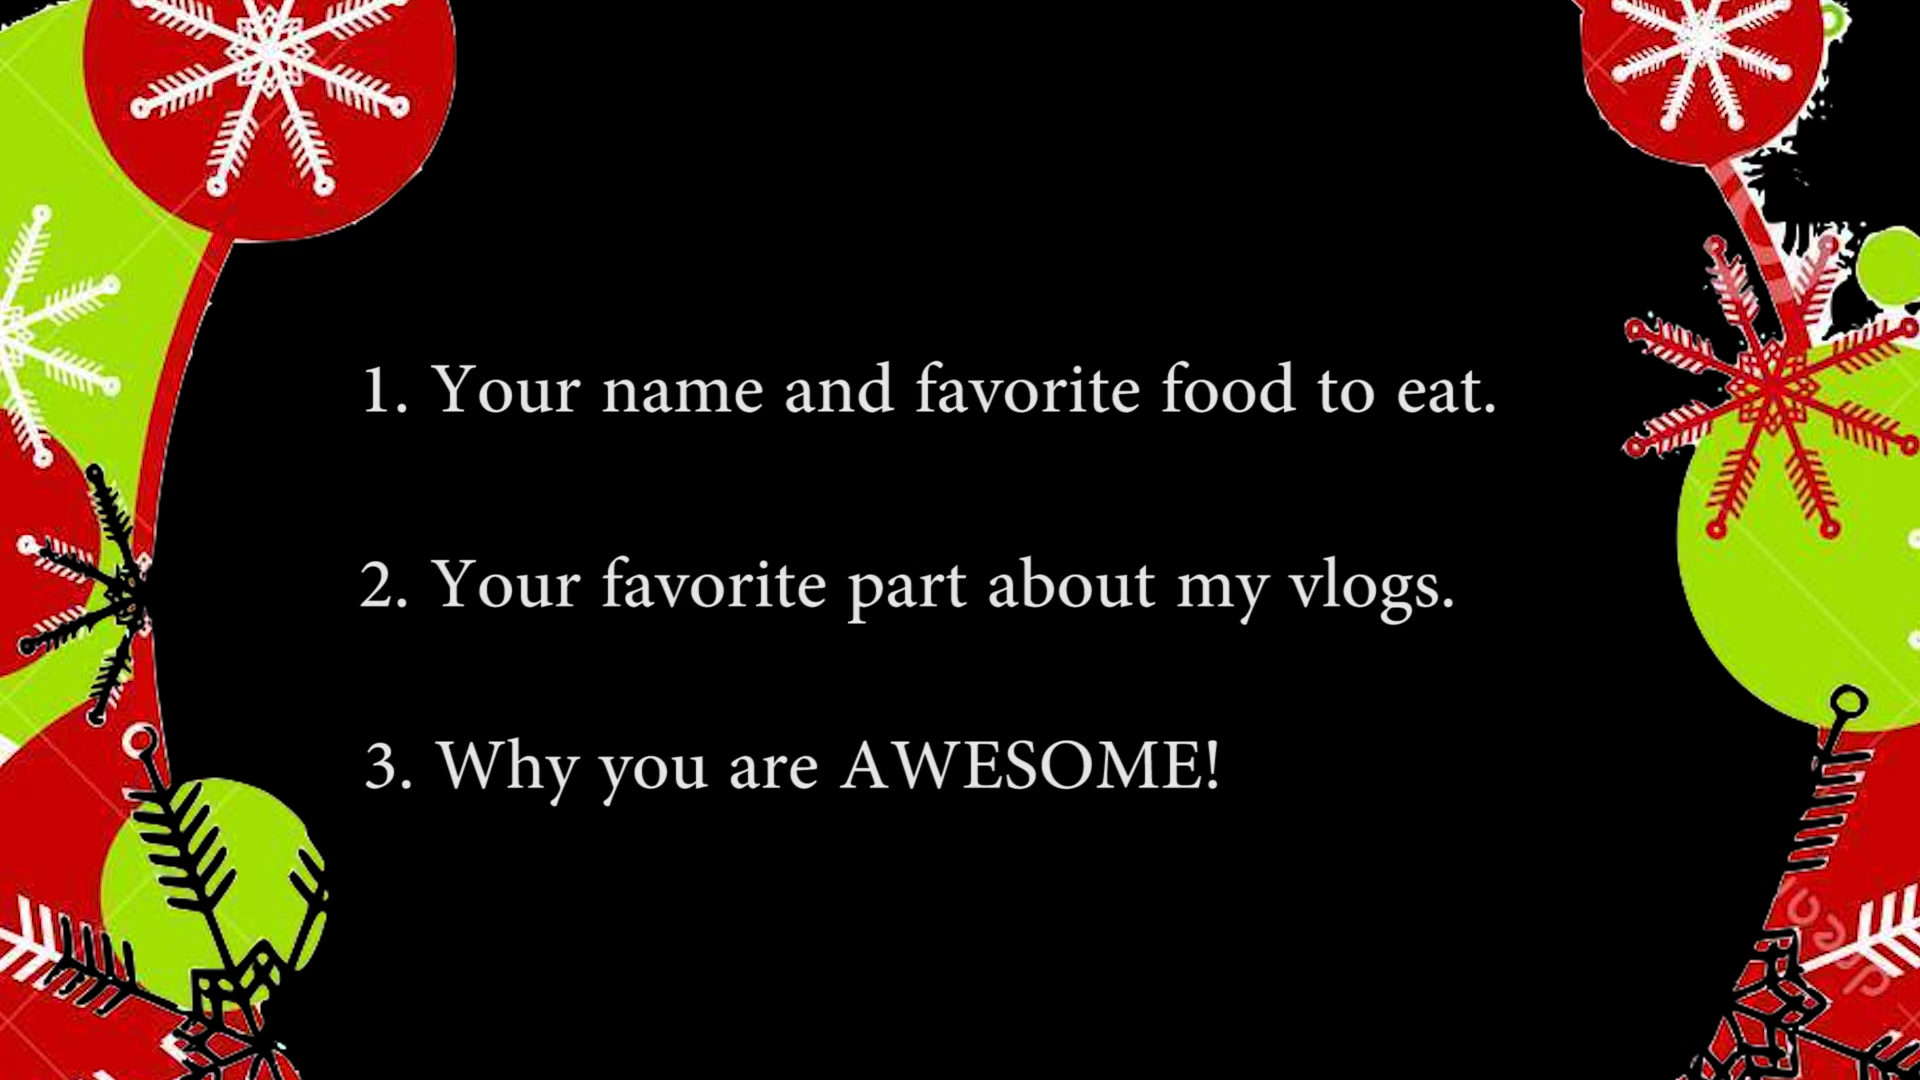 1. Your name and favorite food to eat.
2. Your favorite part about my vlogs.
3. Why you are AWESOME!